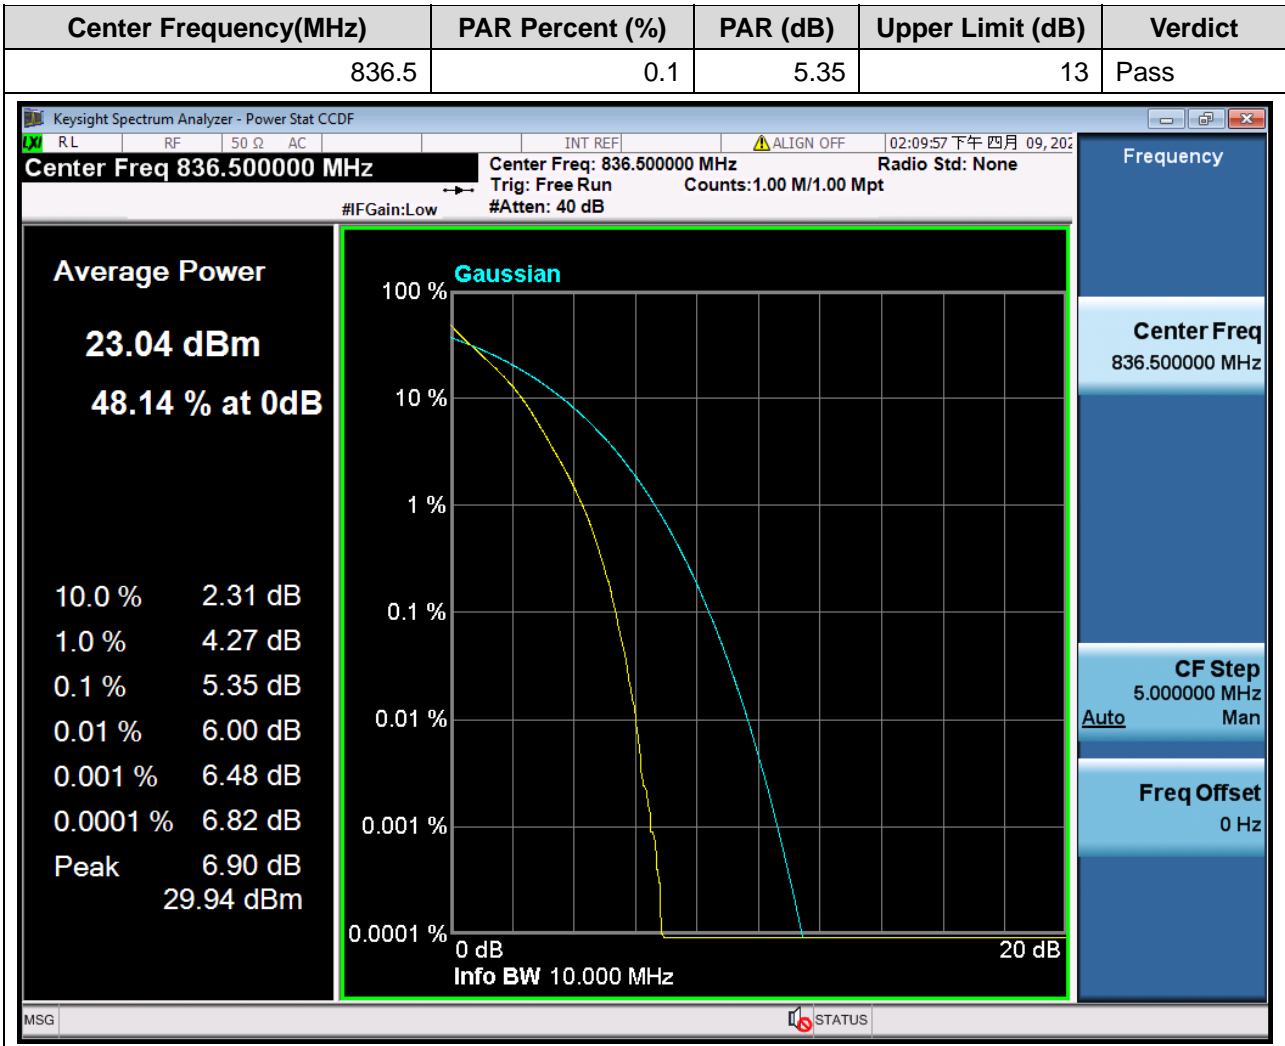 Center Frequency(MHz) PAR Percent (%) PAR (dB) Upper Limit (dB) Verdict
836.5 0.1 5.35 13 Pass
Keysight Spectrum Analyzer - Power Stat CCDF
LXI RL RF 50 Ω AC INT REF ALIGN OFF 02:09:57 下午 四月 09, 202
Center Freq 836.500000 MHz
Center Freq: 836.500000 MHz Radio Std: None
Trig: Free Run Counts:1.00 M/1.00 Mpt
#IFGain:Low #Atten: 40 dB
Frequency
Average Power
23.04 dBm
48.14 % at 0dB
10.0 % 2.31 dB
1.0 % 4.27 dB
0.1 % 5.35 dB
0.01 % 6.00 dB
0.001 % 6.48 dB
0.0001 % 6.82 dB
Peak 6.90 dB
29.94 dBm
Gaussian
100 %
10 %
1 %
0.1 %
0.01 %
0.001 %
0.0001 %
0 dB 20 dB
Info BW 10.000 MHz
Center Freq
836.500000 MHz
CF Step
5.000000 MHz
Auto Man
Freq Offset
0 Hz
MSG STATUS